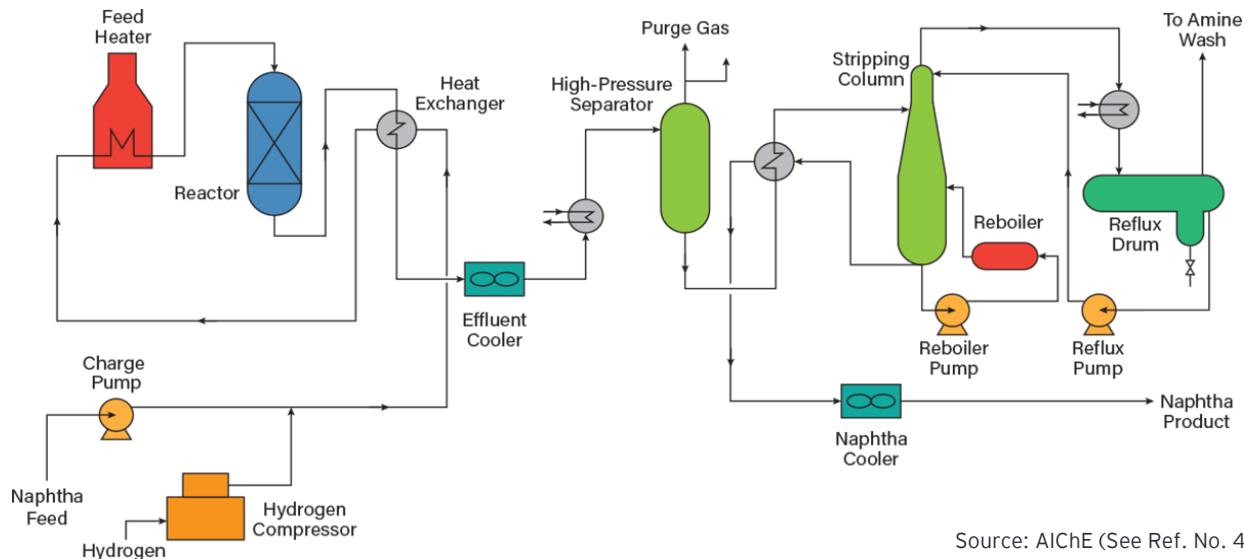 Feed
Heater
Reactor
Heat
Exchanger
Purge Gas
High-Pressure
Separator
Stripping
Column
To Amine
Wash
Reboiler
Reflux
Drum
Effluent
Cooler
Reboiler
Pump
Reflux
Pump
Charge
Pump
Naphtha
Feed
Hydrogen
Compressor
Hydrogen
Naphtha
Cooler
Naphtha
Product
Source: AIChE (See Ref. No. 4